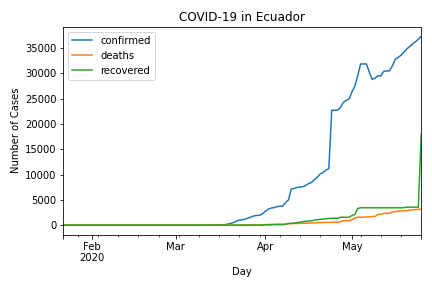 COVID-19 in Ecuador
confirmed
deaths
recovered
Number of Cases
35000
30000
25000
20000
15000
10000
5000
0
Feb
2020
Mar
Apr
May
Day